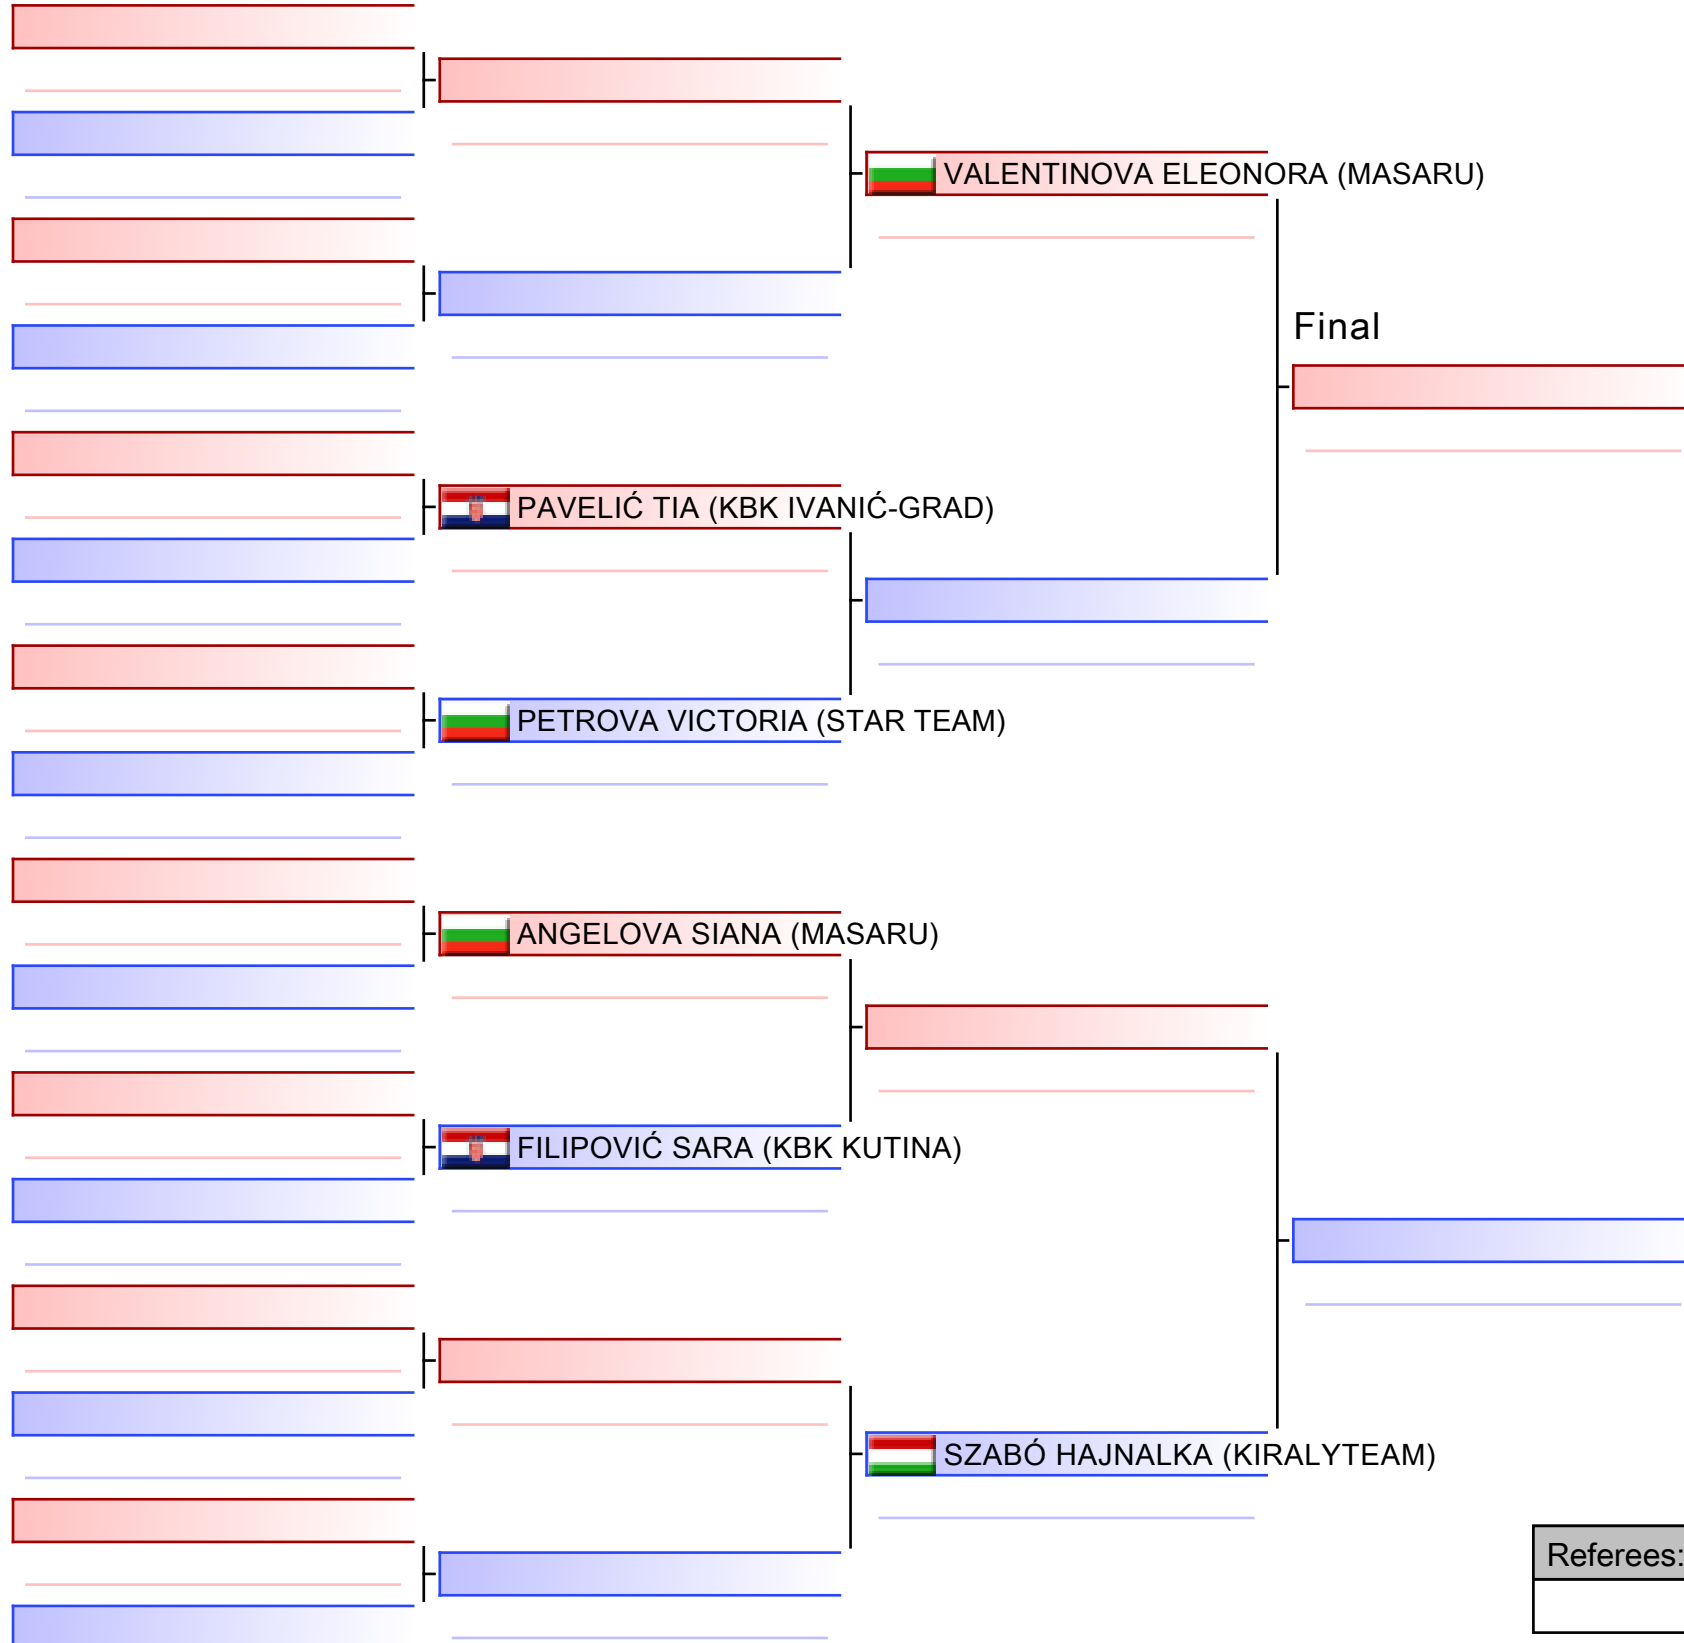 VALENTINOVA ELEONORA (MASARU)
Final
PAVELIĆ TIA (KBK IVANIĆ-GRAD)
PETROVA VICTORIA (STAR TEAM)
ANGELOVA SIANA (MASARU)
FILIPOVIĆ SARA (KBK KUTINA)
SZABÓ HAJNALKA (KIRALYTEAM)
Referees: